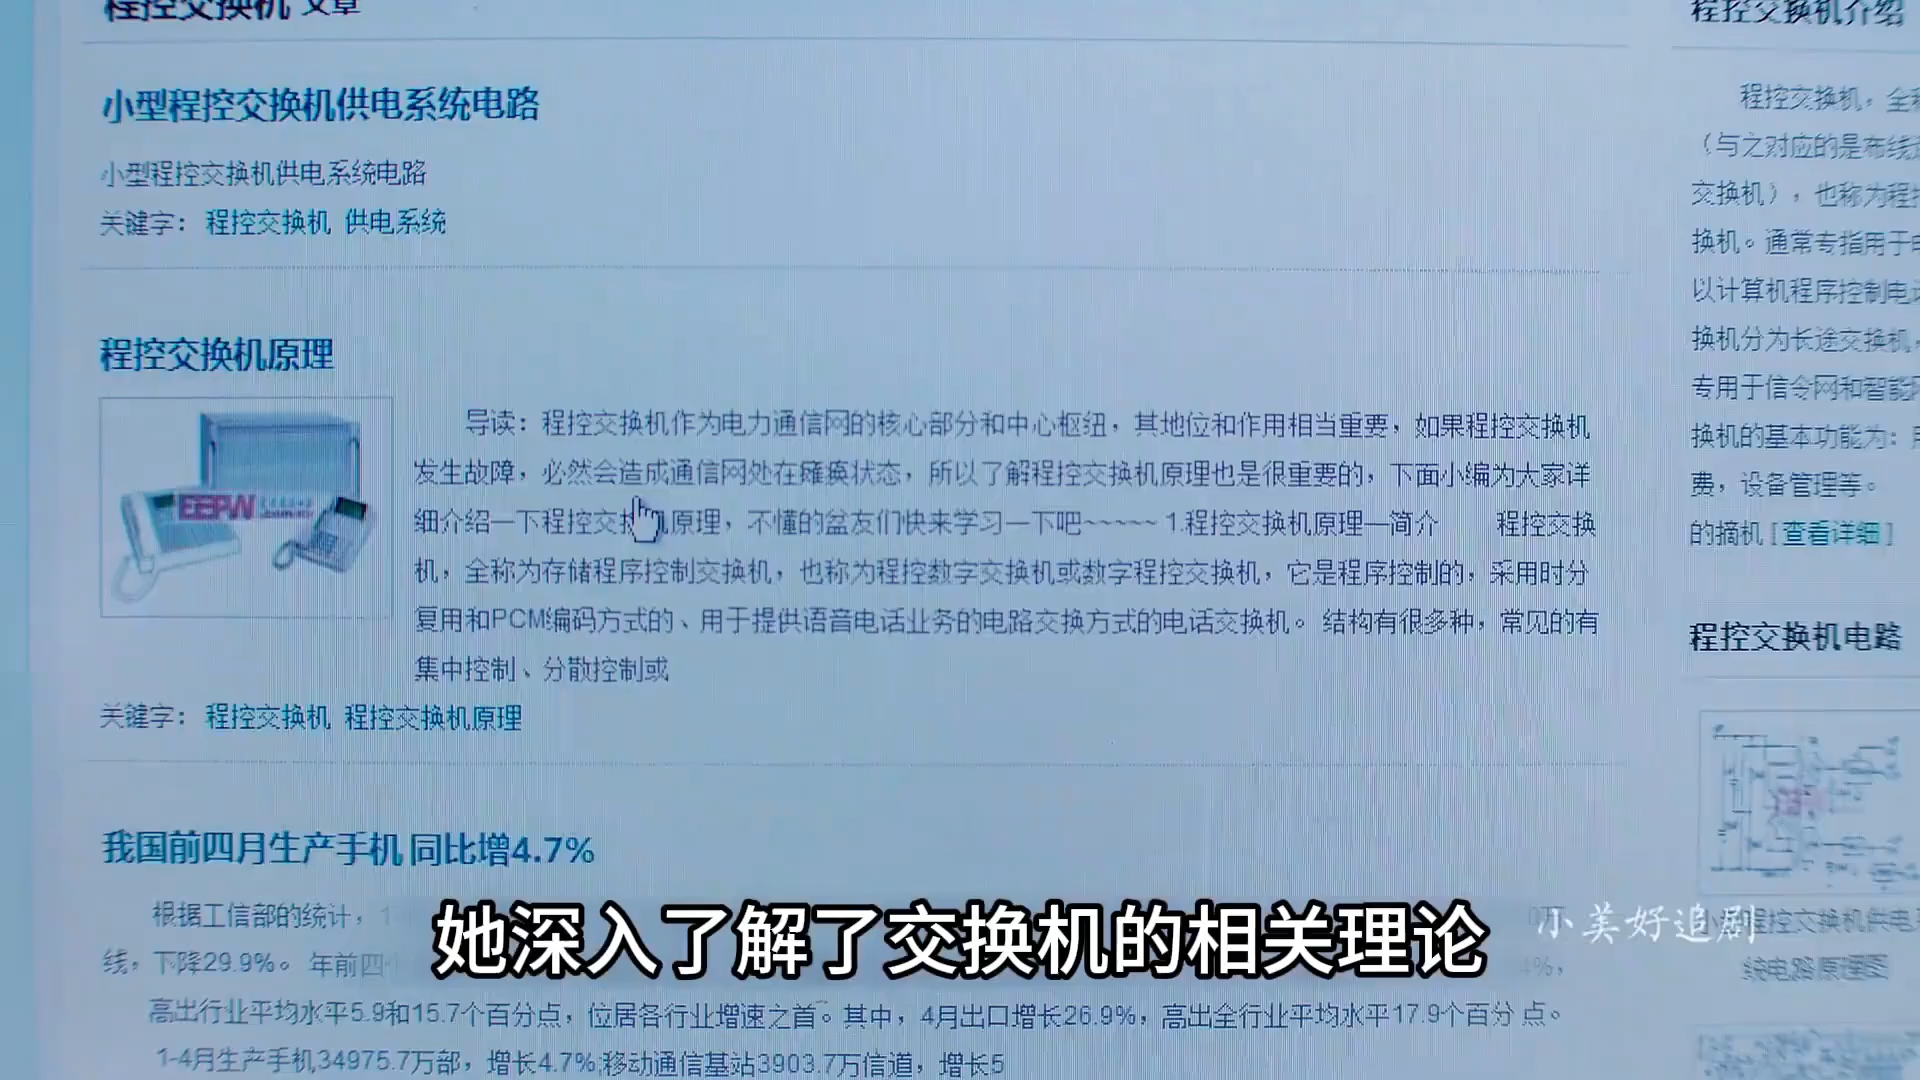 程控交换机 文章
小型程控交换机供电系统电路
小型程控交换机供电系统电路
关键字： 程控交换机 供电系统
程控交换机原理
EEPW
导读：程控交换机作为电力通信网的核心部分和中心枢纽，其地位和作用相当重要，如果程控交换机
发生故障，必然会造成通信网处在瘫痪状态，所以了解程控交换机原理也是很重要的，下面小编为大家详
细介绍一下程控交换机原理，不懂的盆友们快来学习一下吧~~~~~ 1.程控交换机原理—简介 程控交换
机，全称为存储程序控制交换机，也称为程控数字交换机或数字程控交换机，它是程序控制的，采用时分
复用和PCM编码方式的、用于提供语音电话业务的电路交换方式的电话交换机。 结构有很多种，常见的有
集中控制、分散控制或
关键字： 程控交换机 程控交换机原理
我国前四月生产手机 同比增4.7%
根据工信部的统计，
线，下降29.9%。 年前四
高出行业平均水平5.9和15.7个百分点，位居各行业增速之首。其中，4月出口增长26.9%，高出全行业平均水平17.9个百分 点。
1-4月生产手机34975.7万部，增长4.7%;移动通信基站3903.7万信道，增长5
程控交换机介绍
程控交换机，全
（与之对应的是布线
交换机），也称为程
换机。通常专指用于
以计算机程序控制电
换机分为长途交换机，
专用于信令网和智能
换机的基本功能为：
费，设备管理等。
的摘机 [查看详细]
程控交换机电路
程控交换机供电
统电路原理图
她深入了解了交换机的相关理论
小美好追剧